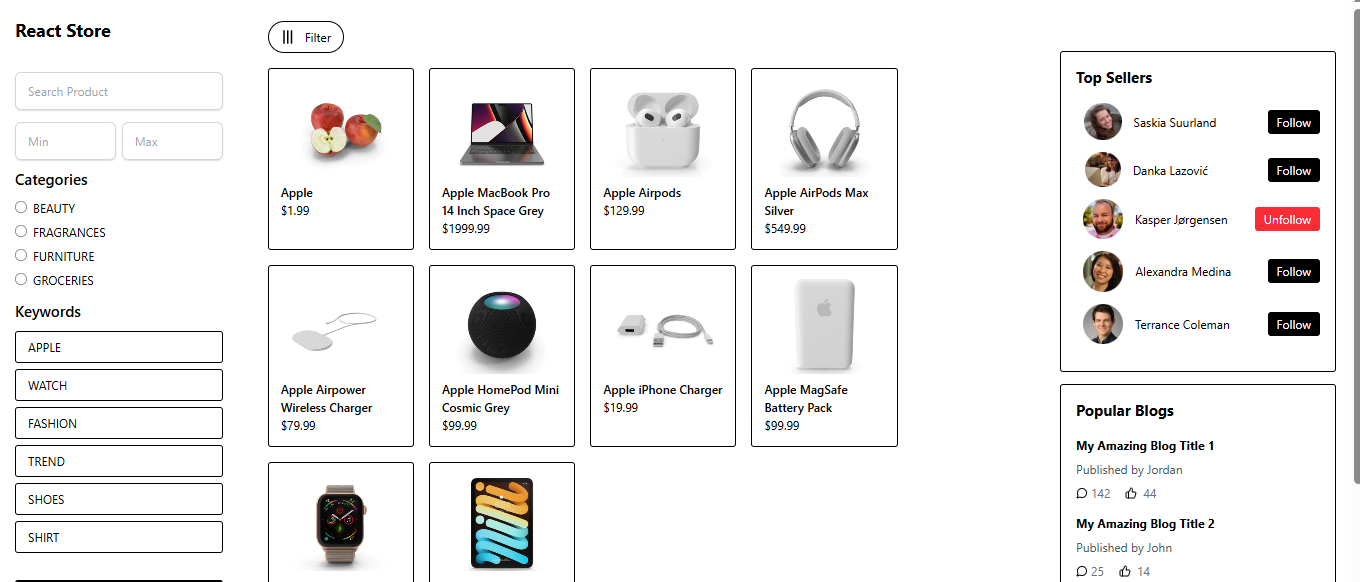 React Store
Search Product
Min
Max
Categories
BEAUTY
FRAGRANCES
FURNITURE
GROCERIES
Keywords
APPLE
WATCH
FASHION
TREND
SHOES
SHIRT
Filter
Apple
$1.99
Apple MacBook Pro
14 Inch Space Grey
$1999.99
Apple Airpods
$129.99
Apple AirPods Max
Silver
$549.99
Apple Airpower
Wireless Charger
$79.99
Apple HomePod Mini
Cosmic Grey
$99.99
Apple iPhone Charger
$19.99
Apple MagSafe
Battery Pack
$99.99
Top Sellers
Saskia Suurland
Follow
Danka Lazović
Follow
Kasper Jørgensen
Unfollow
Alexandra Medina
Follow
Terrance Coleman
Follow
Popular Blogs
My Amazing Blog Title 1
Published by Jordan
142 44
My Amazing Blog Title 2
Published by John
25 14